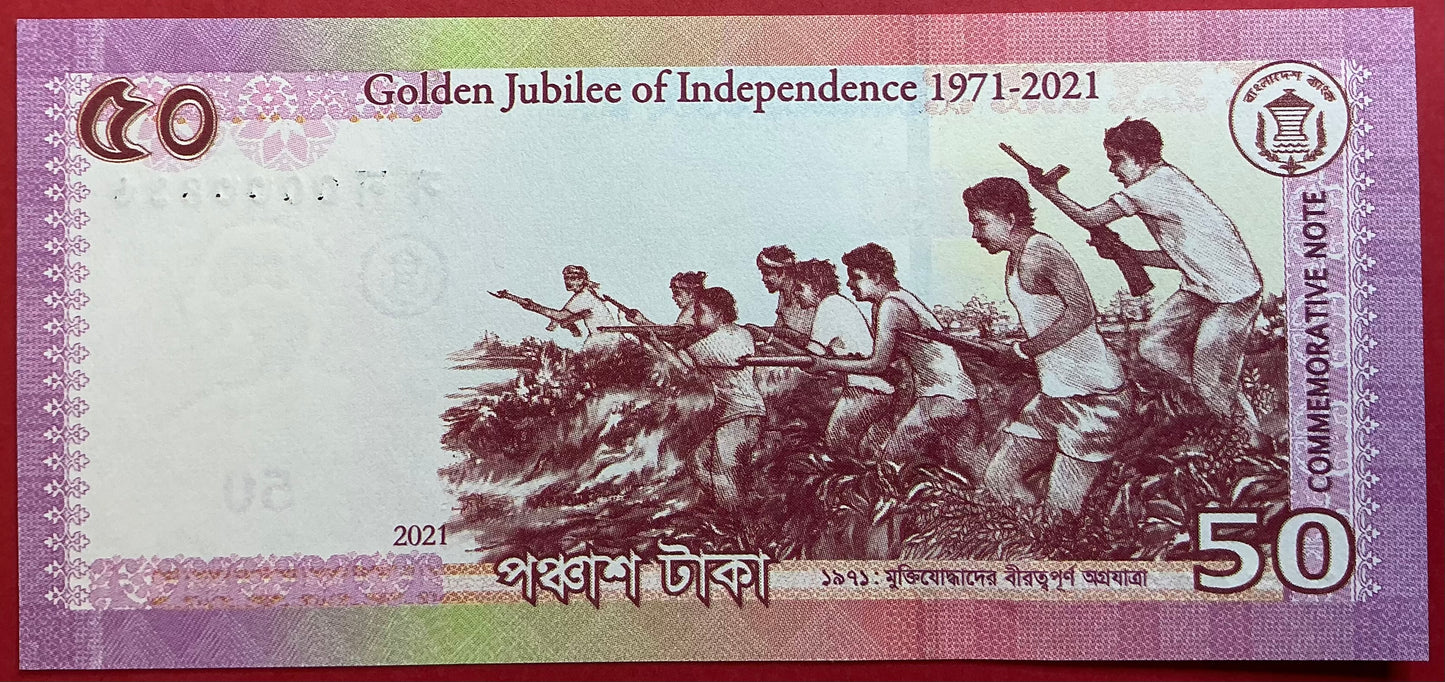 Golden Jubilee of Independence 1971-2021
৫০
বাংলাদেশ ব্যাংক
COMMEMORATIVE NOTE
2021
পঞ্চাশ টাকা
১৯৭১: মুক্তিযোদ্ধাদের বীরত্বপূর্ণ অগ্রযাত্রা
50